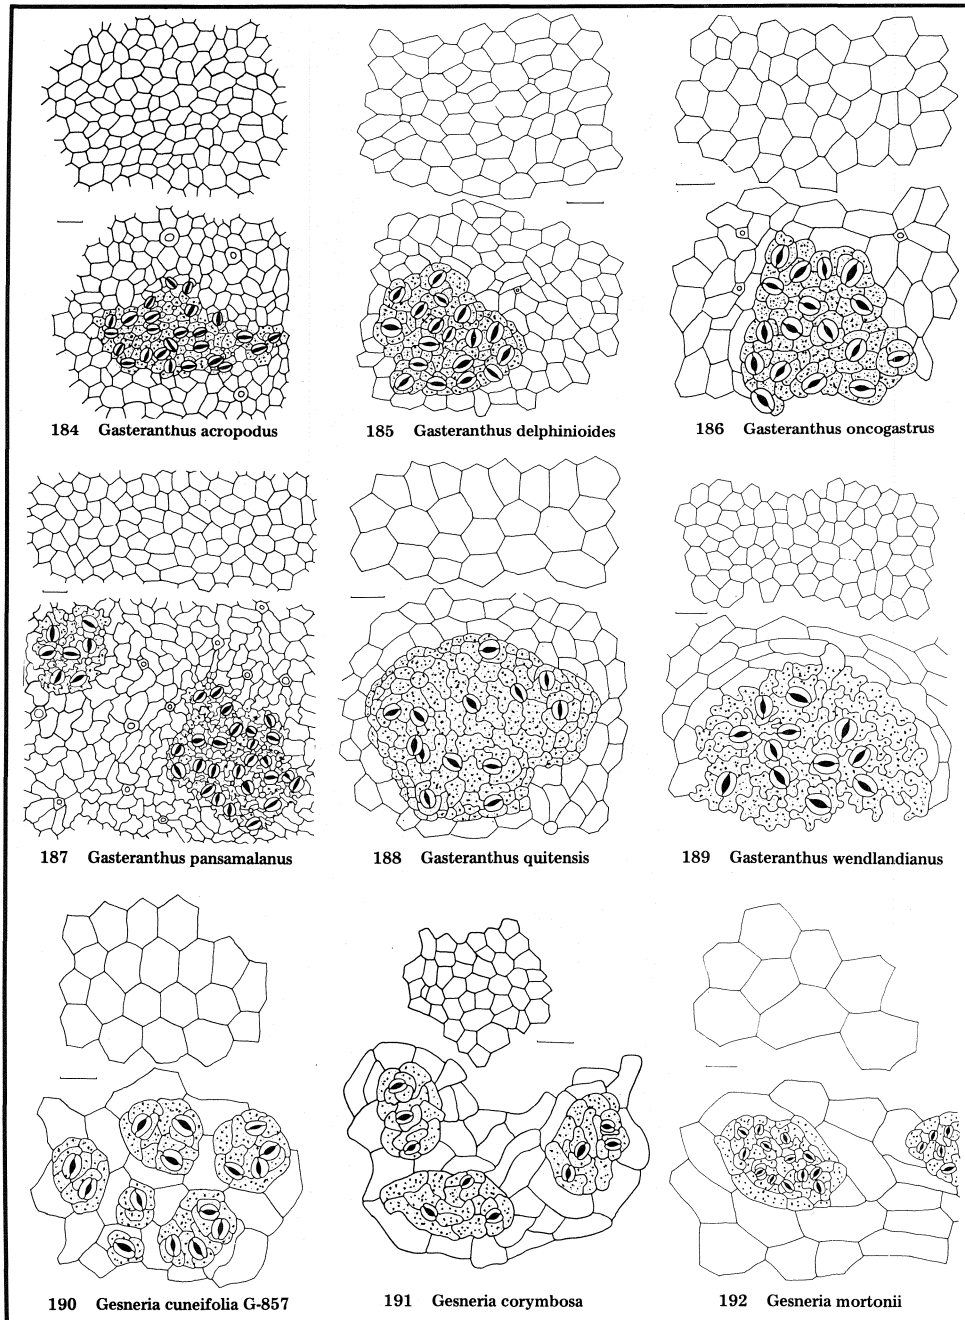 184 Gasteranthus acropodus
185 Gasteranthus delphinioides
186 Gasteranthus oncogastrus
187 Gasteranthus pansamalanus
188 Gasteranthus quitensis
189 Gasteranthus wendlandianus
190 Gesneria cuneifolia G-857
191 Gesneria corymbosa
192 Gesneria mortonii